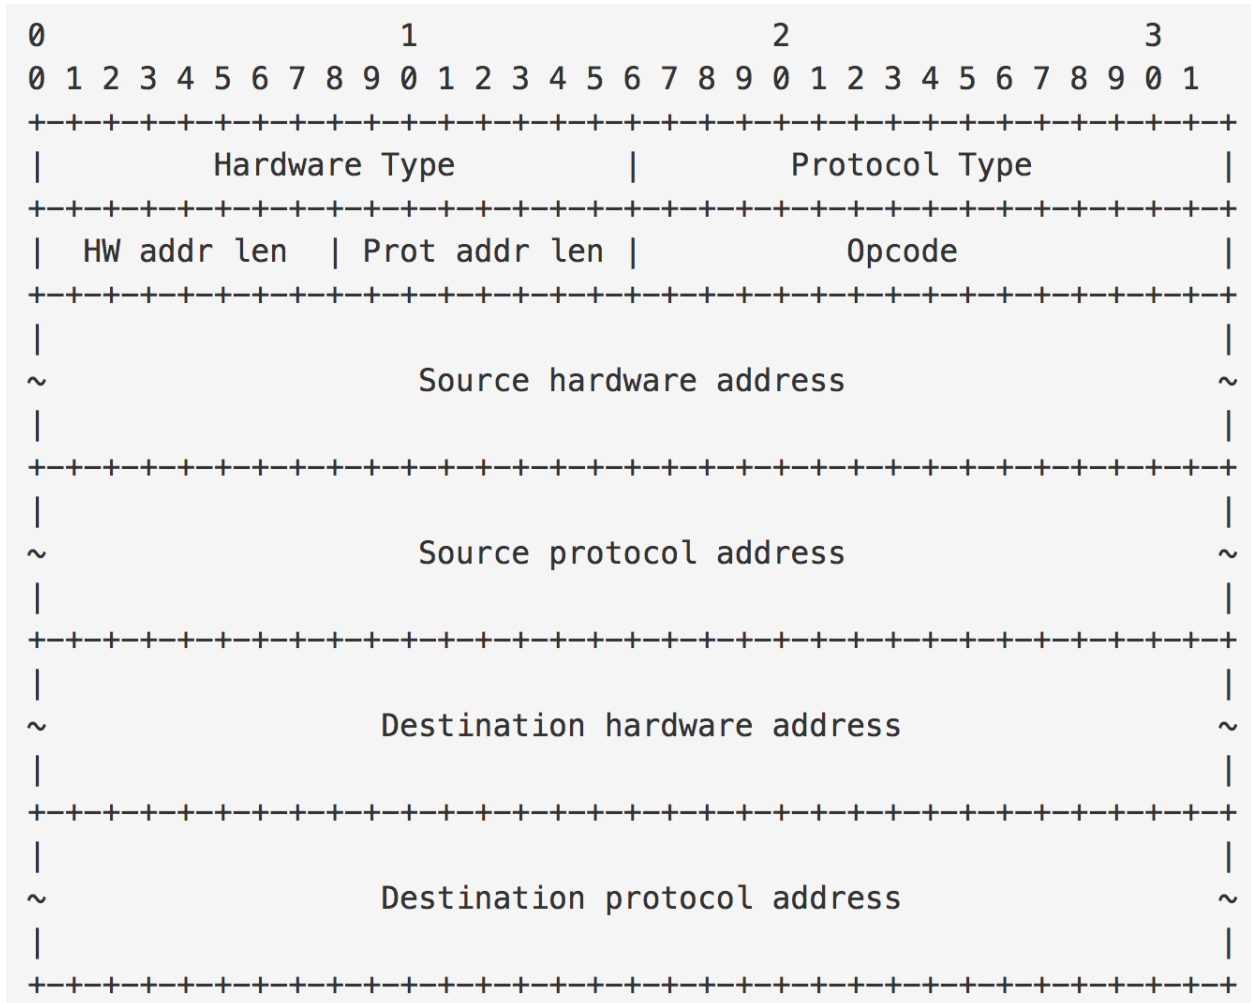 0                   1                   2                   3
0 1 2 3 4 5 6 7 8 9 0 1 2 3 4 5 6 7 8 9 0 1 2 3 4 5 6 7 8 9 0 1
+-+-+-+-+-+-+-+-+-+-+-+-+-+-+-+-+-+-+-+-+-+-+-+-+-+-+-+-+-+-+-+-+
|         Hardware Type         |        Protocol Type          |
+-+-+-+-+-+-+-+-+-+-+-+-+-+-+-+-+-+-+-+-+-+-+-+-+-+-+-+-+-+-+-+-+
|  HW addr len  | Prot addr len |           Opcode              |
+-+-+-+-+-+-+-+-+-+-+-+-+-+-+-+-+-+-+-+-+-+-+-+-+-+-+-+-+-+-+-+-+
|                                                               |
~                    Source hardware address                    ~
|                                                               |
+-+-+-+-+-+-+-+-+-+-+-+-+-+-+-+-+-+-+-+-+-+-+-+-+-+-+-+-+-+-+-+-+
|                                                               |
~                    Source protocol address                    ~
|                                                               |
+-+-+-+-+-+-+-+-+-+-+-+-+-+-+-+-+-+-+-+-+-+-+-+-+-+-+-+-+-+-+-+-+
|                                                               |
~                  Destination hardware address                 ~
|                                                               |
+-+-+-+-+-+-+-+-+-+-+-+-+-+-+-+-+-+-+-+-+-+-+-+-+-+-+-+-+-+-+-+-+
|                                                               |
~                  Destination protocol address                 ~
|                                                               |
+-+-+-+-+-+-+-+-+-+-+-+-+-+-+-+-+-+-+-+-+-+-+-+-+-+-+-+-+-+-+-+-+